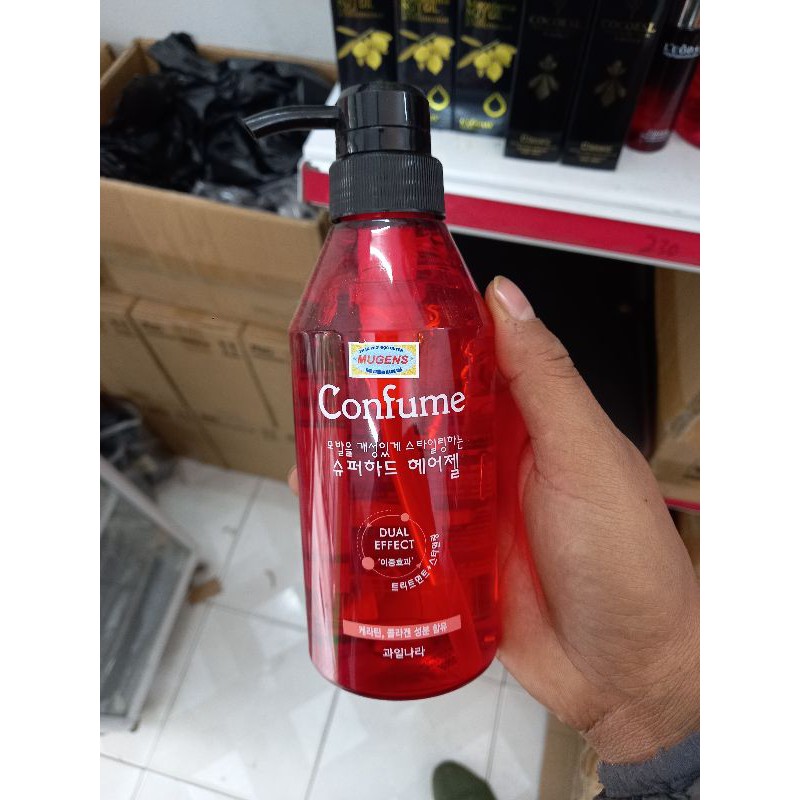 MUGENS
Confume
모발을 개성있게 스타일링하는
슈퍼하드 헤어젤
DUAL
EFFECT
'이중효과'
트리트먼트+스타일링
케라틴, 콜라겐 성분 함유
과일나라
220